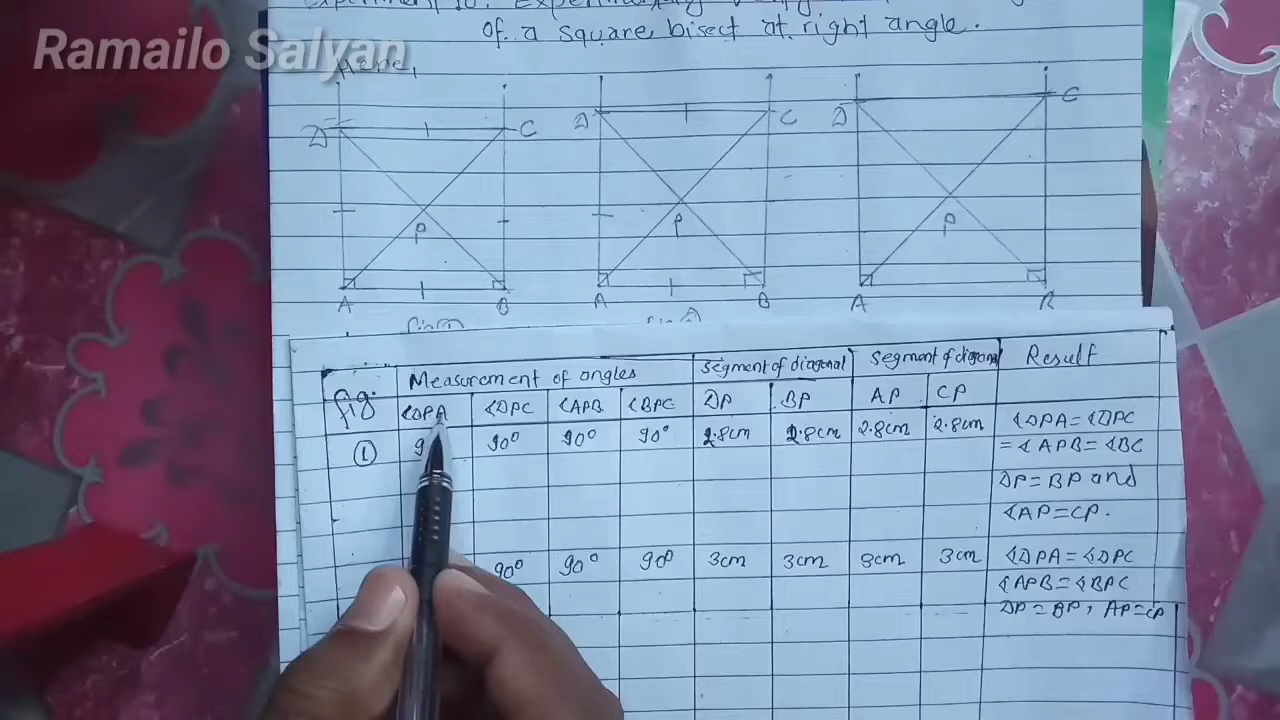 Ramailo Salyan
of a square bisect at right angle.
Here,
D C D C D C
P P P
A B A B A B
fig. Measurement of angles Segment of diagonal Segment of diagonal Result
∢DPA ∢DPC ∢APB ∢BPC DP BP AP CP
① 90° 90° 90° 2.8cm 2.8cm 2.8cm 2.8cm ∢DPA = ∢DPC
= ∢APB = ∢BC
DP = BP and
∢AP = CP.
90° 90° 90° 3cm 3cm 3cm 3cm ∢DPA = ∢DPC
∢APB = ∢BPC
DP = BP, AP = CP